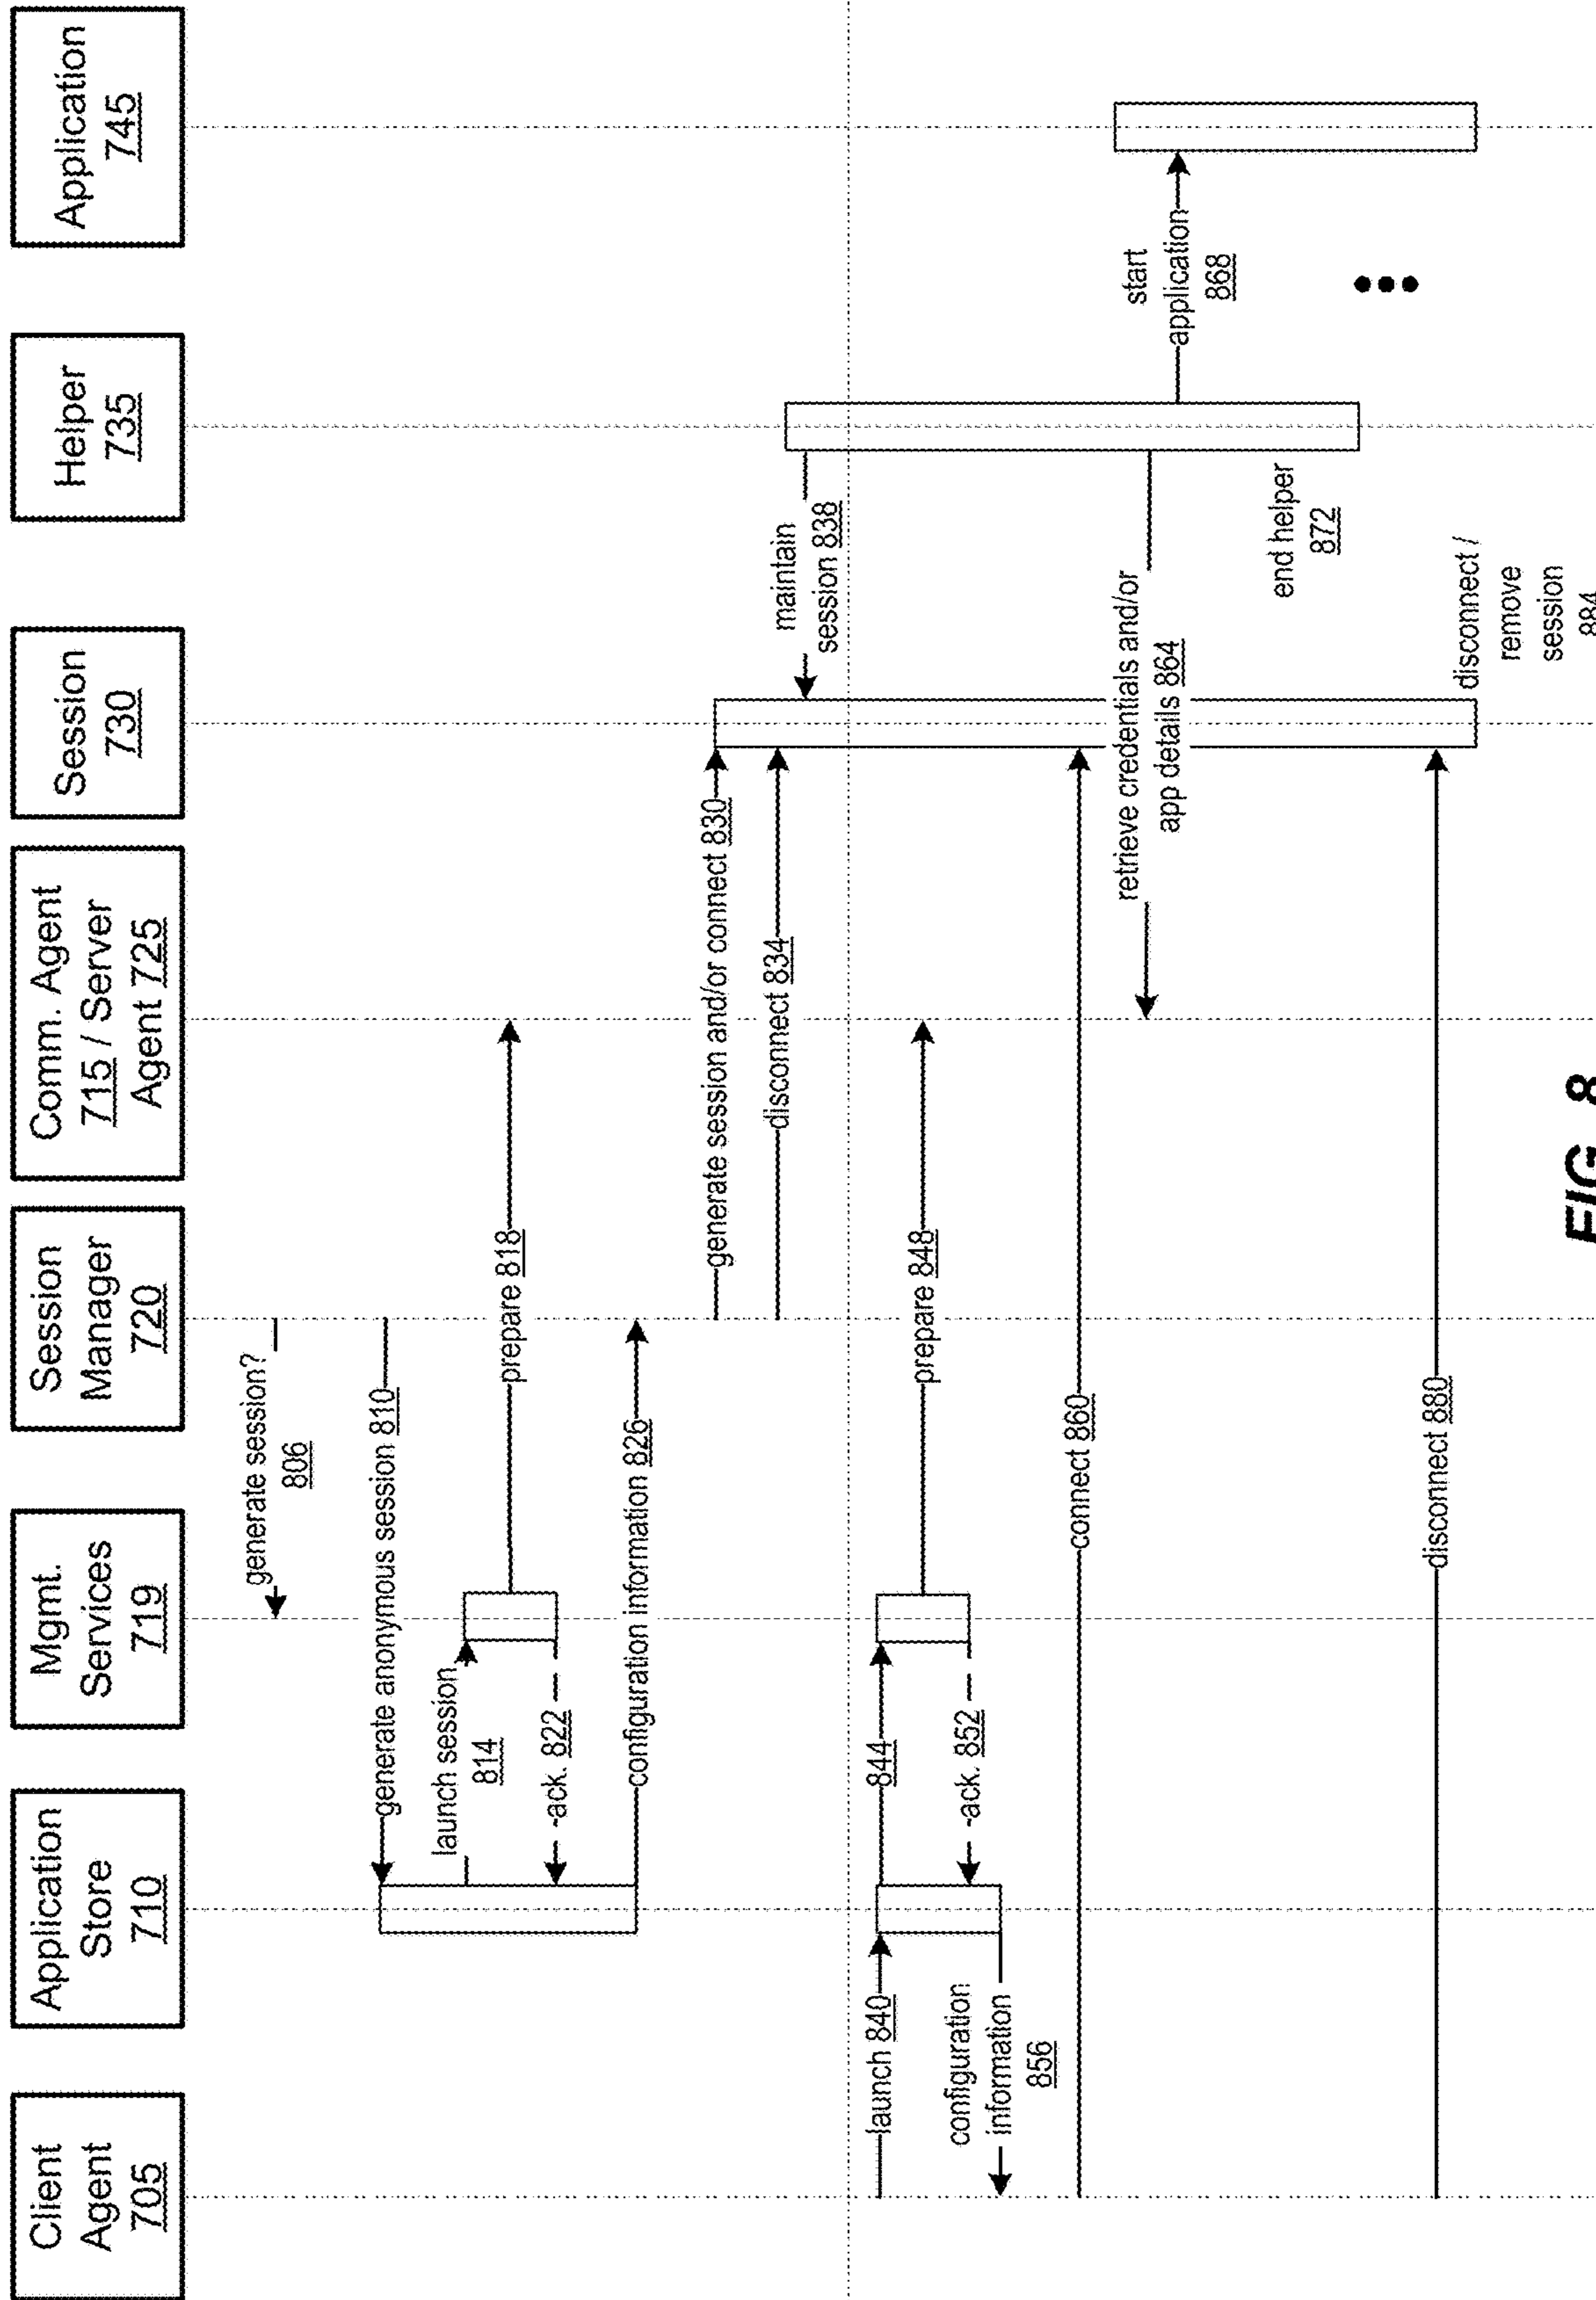 Client
Agent
705
Application
Store
710
Mgmt.
Services
719
Session
Manager
720
Comm. Agent
715 / Server
Agent 725
Session
730
Helper
735
Application
745
generate session?
806
generate anonymous session 810
launch session
814
prepare 818
ack. 822
configuration information 826
generate session and/or connect 830
disconnect 834
maintain
session 838
launch 840
844
prepare 848
ack. 852
configuration
information
856
connect 860
retrieve credentials and/or
app details 864
start
application
868
end helper
872
disconnect 880
disconnect /
remove
session
884
FIG. 8